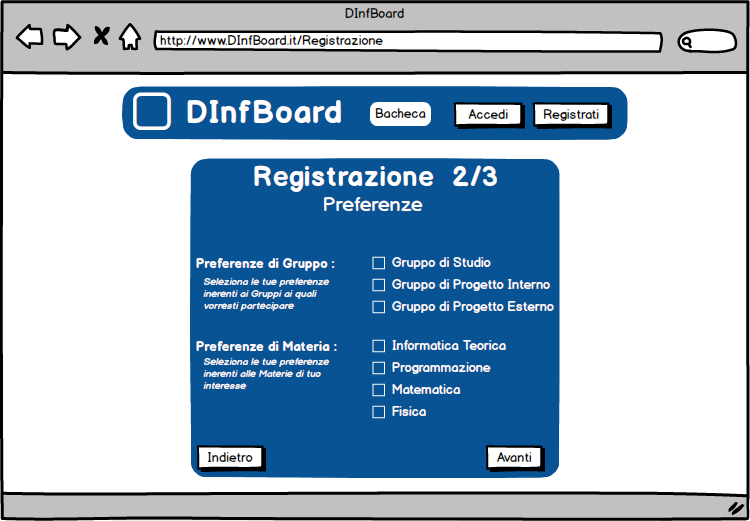 DInfBoard
http://www.DInfBoard.it/Registrazione
DInfBoard
Bacheca
Accedi
Registrati
Registrazione 2/3
Preferenze
Preferenze di Gruppo :
Seleziona le tue preferenze
inerenti ai Gruppi ai quali
vorresti partecipare
Gruppo di Studio
Gruppo di Progetto Interno
Gruppo di Progetto Esterno
Preferenze di Materia :
Seleziona le tue preferenze
inerenti alle Materie di tuo
interesse
Informatica Teorica
Programmazione
Matematica
Fisica
Indietro
Avanti